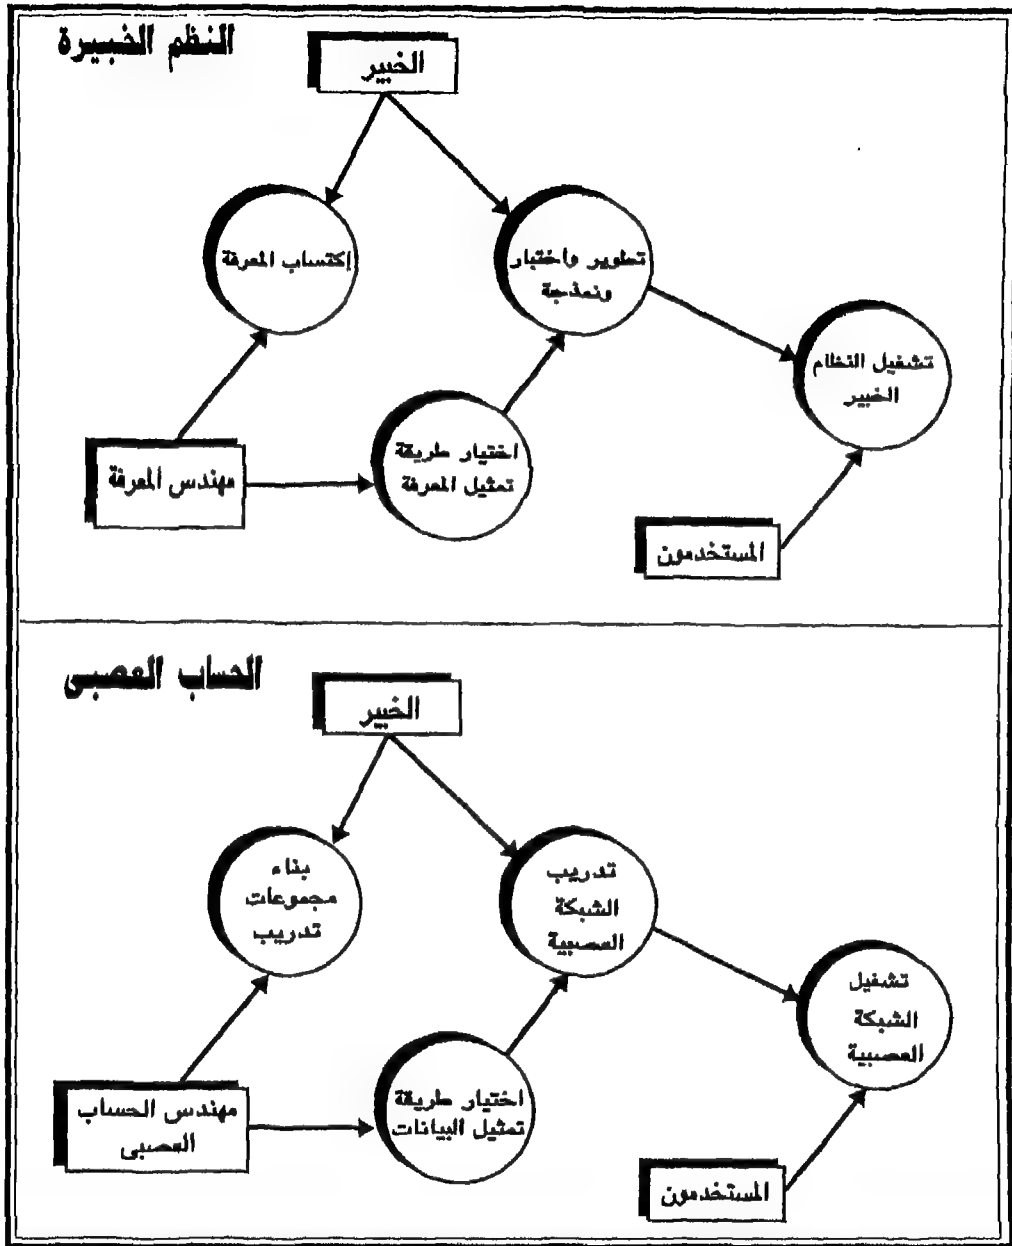 النظم الخبيرة
الخبير
إكتساب المعرفة
تطوير واختبار
ونمذجة
تشغيل النظام
الخبير
اختيار طريقة
تمثيل المعرفة
مهندس المعرفة
المستخدمون
الحساب العصبى
الخبير
بناء
مجموعات
تدريب
تدريب
الشبكة
العصبية
تشغيل
الشبكة
العصبية
اختيار طريقة
تمثيل البيانات
مهندس الحساب
العصبى
المستخدمون